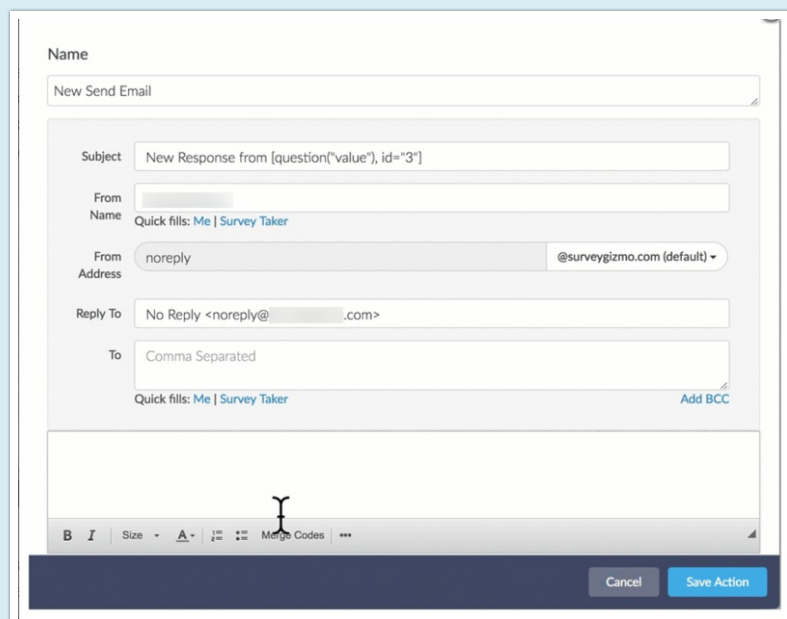 Name
New Send Email
Subject
New Response from [question("value"), id="3"]
From
Name
Quick fills: Me | Survey Taker
From
Address
noreply
@surveygizmo.com (default)
Reply To
No Reply <noreply@ .com>
To
Comma Separated
Quick fills: Me | Survey Taker
Add BCC
B I Size A Merge Codes
Cancel
Save Action